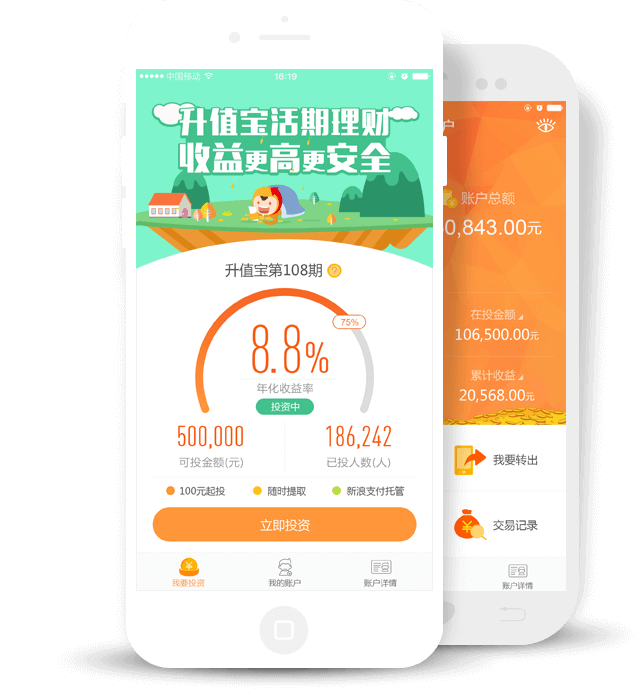 中国移动
16:19
升值宝活期理财
收益更高更安全
升值宝第108期 ?
75%
8.8%
年化收益率
投资中
500,000
可投金额(元)
186,242
已投人数(人)
100元起投
随时提取
新浪支付托管
立即投资
我要投资
我的账户
账户详情
户
账户总额
0,843.00元
在投金额
106,500.00元
累计收益
20,568.00元
我要转出
交易记录
账户详情